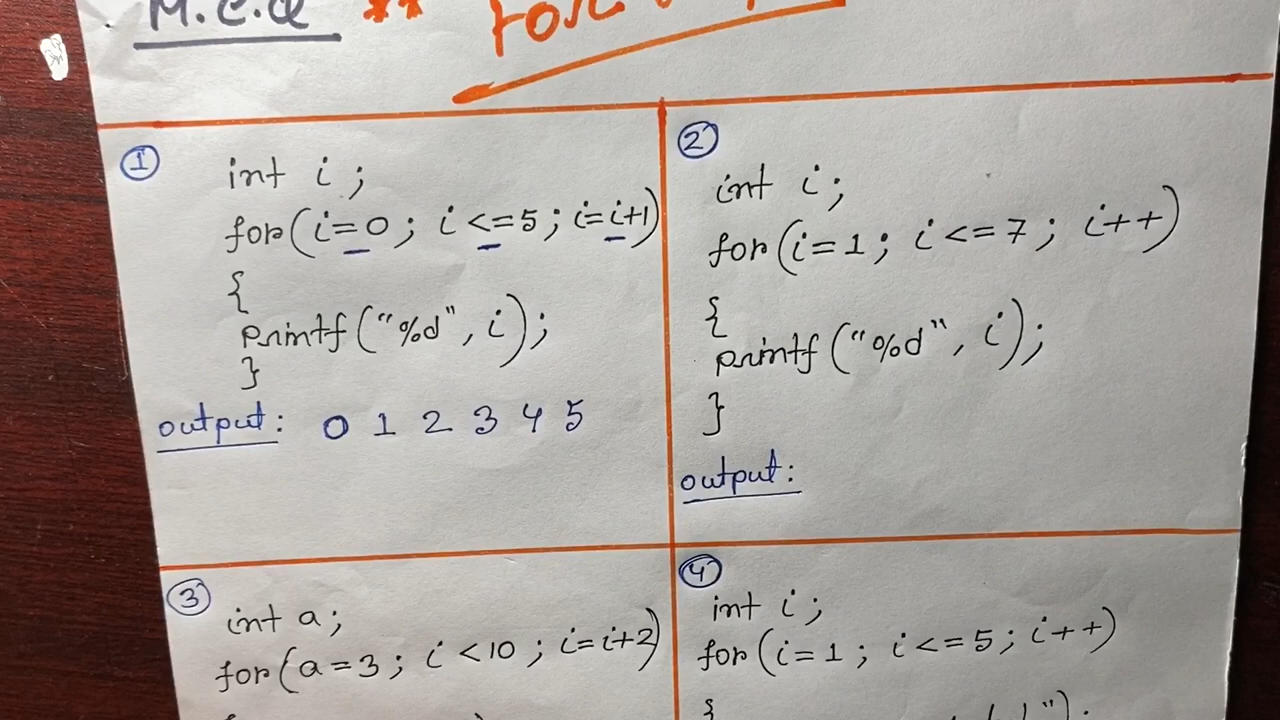 M.C.Q **
1
int i;
for(i=0; i<=5; i=i+1)
{
printf("%d", i);
}
output: 0 1 2 3 4 5
2
int i;
for(i=1; i<=7; i++)
{
printf("%d", i);
}
output:
3
int a;
for(a=3; i<10; i=i+2)
{
4
int i;
for(i=1; i<=5; i++)
{